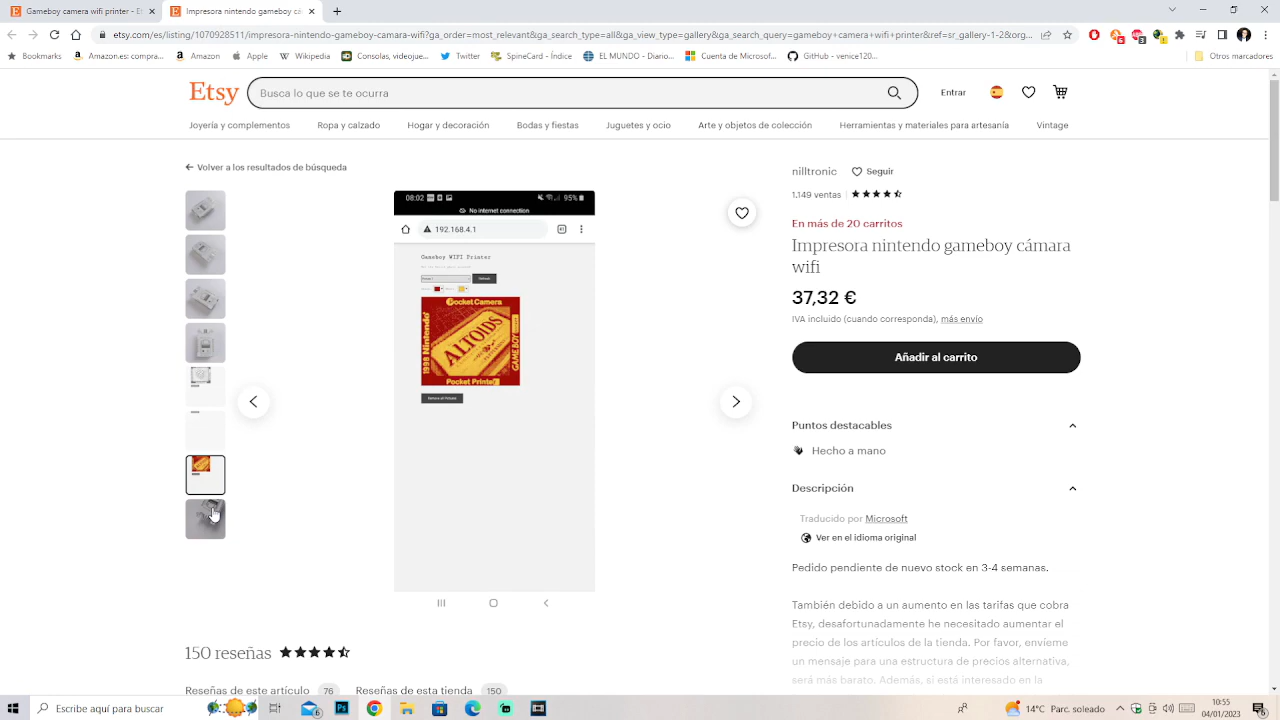 Gameboy camera printer - Et
Impresora nintendo gameboy cá
etsy.com/es/listing/1070928511/impresora-nintendo-gameboy-camara-wifi?ga_order=most_relevant&ga_search_type=all&ga_view_type=gallery&ga_search_query=gameboy+camera+wifi+printer&ref=sr_gallery-1-2&org...
Bookmarks
Amazon.es: compra...
Amazon
Apple
Wikipedia
Consolas, videojue...
Twitter
SpineCard - Índice
EL MUNDO - Diario...
Cuenta de Microsof...
GitHub - venice120...
Otros marcadores
Etsy
Busca lo que se te ocurra
Entrar
Joyería y complementos
Ropa y calzado
Hogar y decoración
Bodas y fiestas
Juguetes y ocio
Arte y objetos de colección
Herramientas y materiales para artesanía
Vintage
Volver a los resultados de búsqueda
nilltronic
Seguir
1,149 ventas
En más de 20 carritos
Impresora nintendo gameboy cámara
wifi
37,32 €
IVA incluido (cuando corresponda), más envío
Añadir al carrito
Puntos destacables
Hecho a mano
Descripción
Traducido por Microsoft
Ver en el idioma original
Pedido pendiente de nuevo stock en 3-4 semanas.
También debido a un aumento en las tarifas que cobra
Etsy, desafortunadamente he necesitado aumentar el
precio de los artículos de la tienda. Por favor, envíeme
un mensaje para una estructura de precios alternativa,
será más barato. Además, si está interesado en la
08:02
95%
No internet connection
192.168.4.1
Gameboy WIFI Printer
Pocket Camera
1998 Nintendo
ALTOIDS
GAMEBOY
Pocket Printer
150 reseñas
Reseñas de este artículo 76
Reseñas de esta tienda 150
Escribe aquí para buscar
14°C Parc. soleado
10:55
04/01/2023